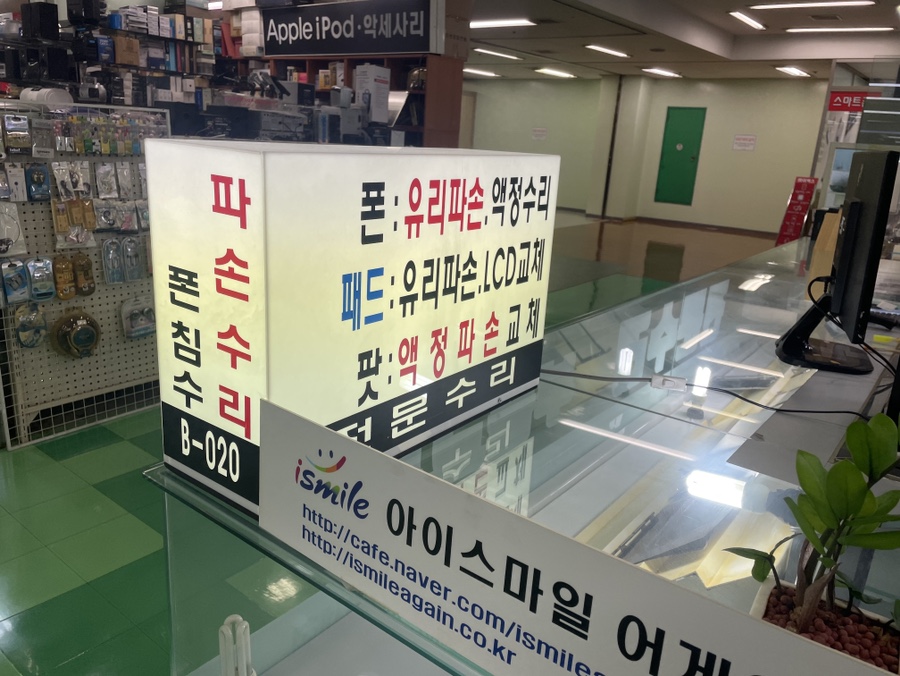 Apple iPod · 악세사리
스마트
파손수리
폰침수
B-020
폰:유리파손.액정수리
패드:유리파손.LCD교체
팟:액정파손교체
전문수리
ismile
아이스마일 어게
http://cafe.naver.com/ismiles
http://ismileagain.co.kr